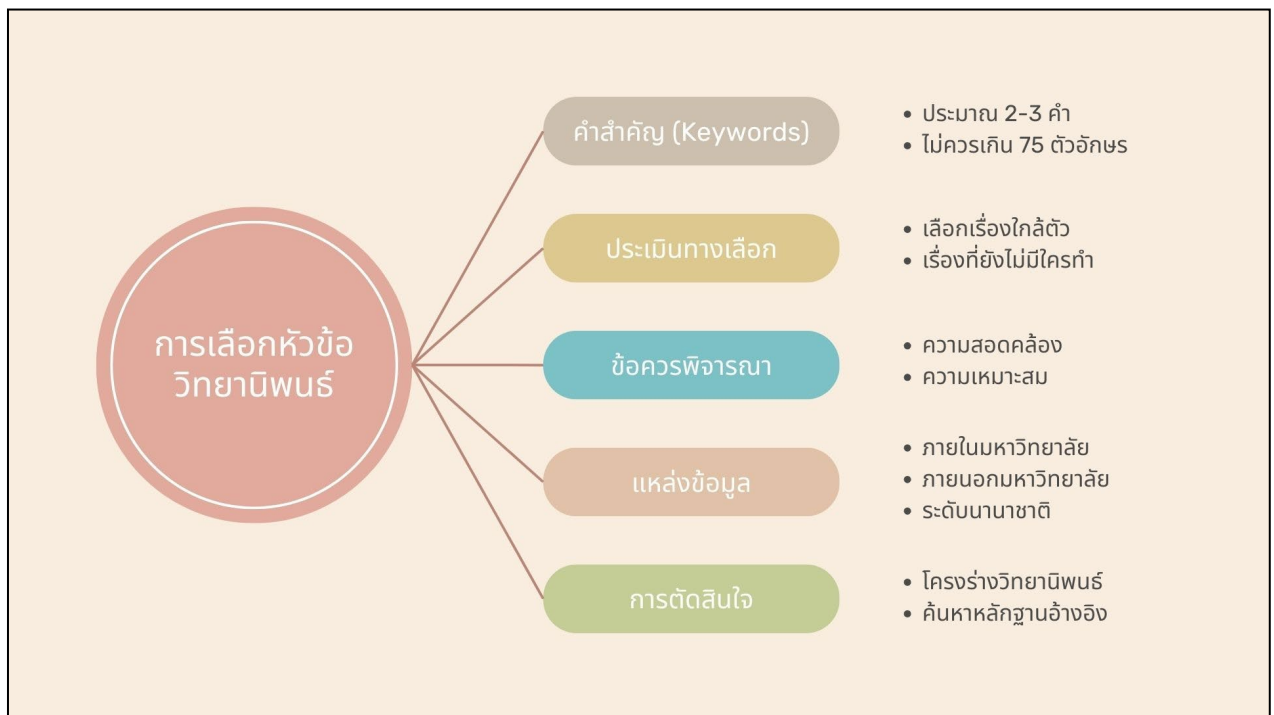 การเลือกหัวข้อ
วิทยานิพนธ์
คำสำคัญ (Keywords)
• ประมาณ 2-3 คำ
• ไม่ควรเกิน 75 ตัวอักษร
ประเมินทางเลือก
• เลือกเรื่องใกล้ตัว
• เรื่องที่ยังไม่มีใครทำ
ข้อควรพิจารณา
• ความสอดคล้อง
• ความเหมาะสม
แหล่งข้อมูล
• ภายในมหาวิทยาลัย
• ภายนอกมหาวิทยาลัย
• ระดับนานาชาติ
การตัดสินใจ
• โครงร่างวิทยานิพนธ์
• ค้นหาหลักฐานอ้างอิง